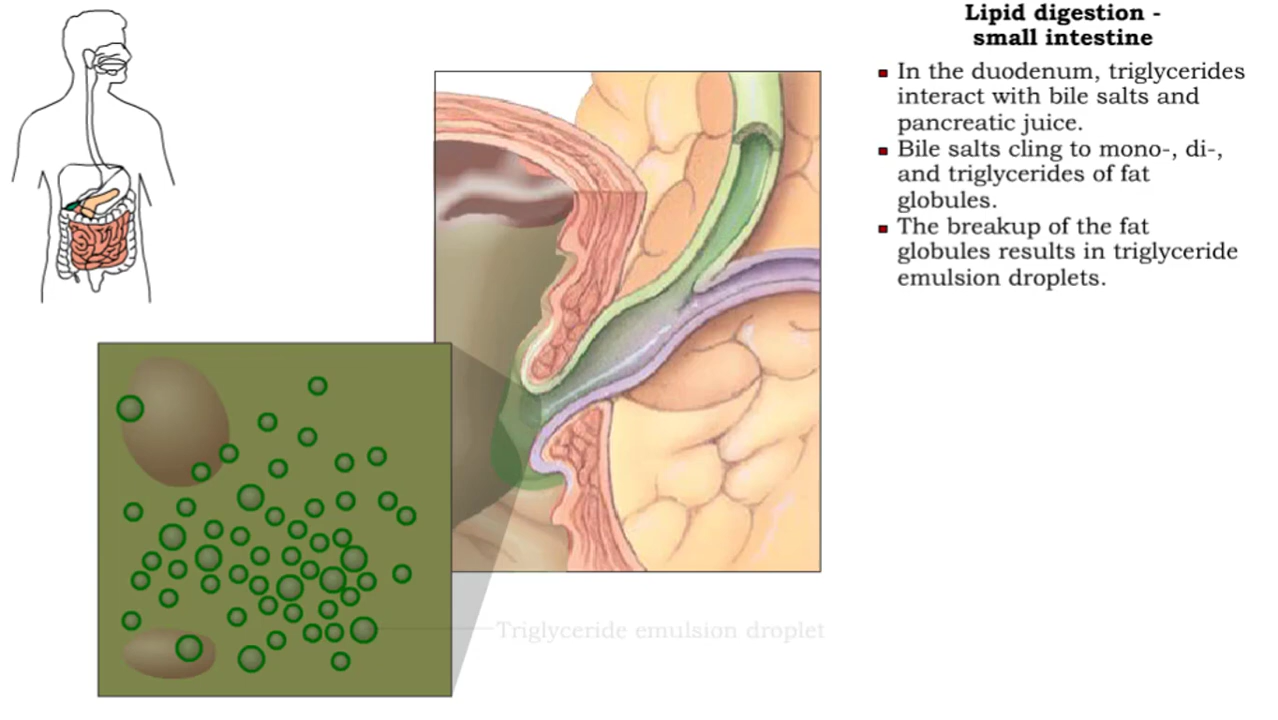 Lipid digestion -
small intestine
In the duodenum, triglycerides
interact with bile salts and
pancreatic juice.
Bile salts cling to mono-, di-,
and triglycerides of fat
globules.
The breakup of the fat
globules results in triglyceride
emulsion droplets.
Triglyceride emulsion droplet